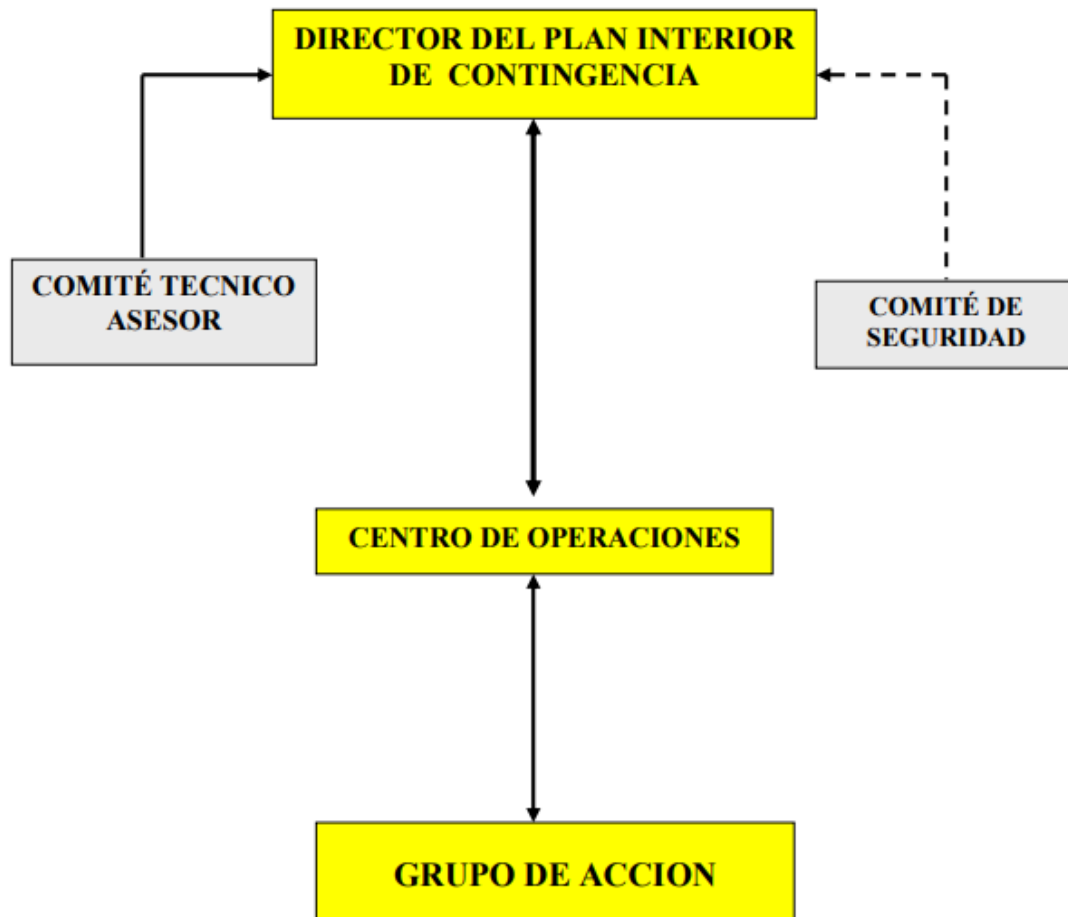 DIRECTOR DEL PLAN INTERIOR
DE CONTINGENCIA
COMITÉ TECNICO
ASESOR
COMITÉ DE
SEGURIDAD
CENTRO DE OPERACIONES
GRUPO DE ACCION